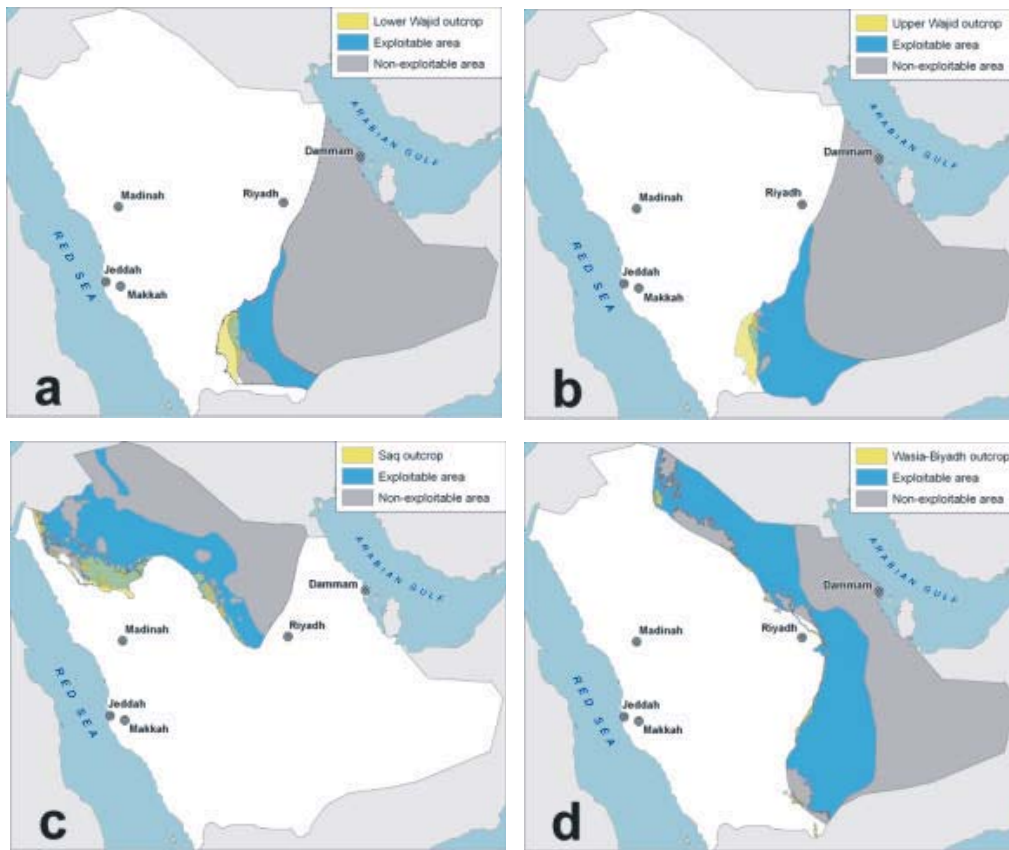 Lower Wajid outcrop
Exploitable area
Non-exploitable area
ARABIAN GULF
Dammam
Riyadh
Madinah
Jeddah
Makkah
RED SEA
a
Upper Wajid outcrop
Exploitable area
Non-exploitable area
ARABIAN GULF
Dammam
Riyadh
Madinah
Jeddah
Makkah
RED SEA
b
Saq outcrop
Exploitable area
Non-exploitable area
ARABIAN GULF
Dammam
Riyadh
Madinah
Jeddah
Makkah
RED SEA
c
Wasia-Biyadh outcrop
Exploitable area
Non-exploitable area
ARABIAN GULF
Dammam
Riyadh
Madinah
Jeddah
Makkah
RED SEA
d